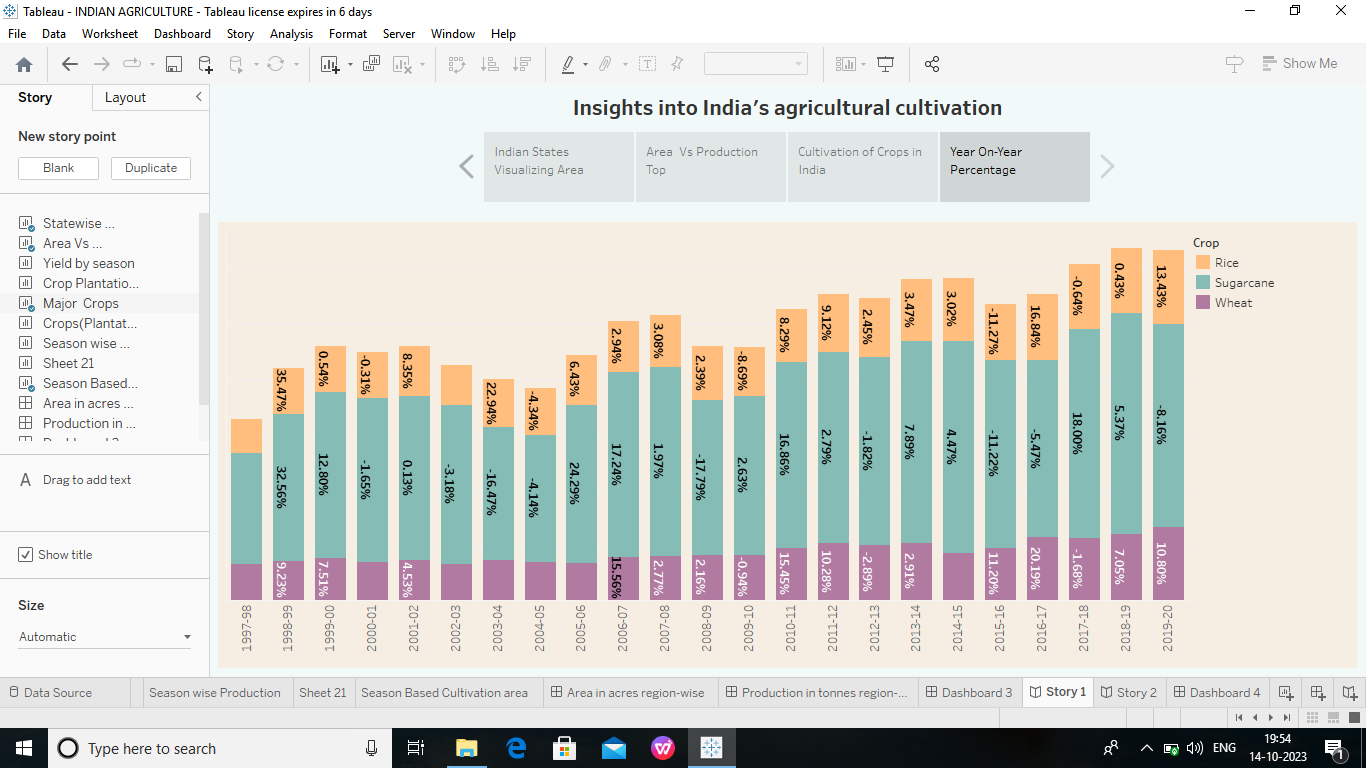 Tableau - INDIAN AGRICULTURE - Tableau license expires in 6 days
File Data Worksheet Dashboard Story Analysis Format Server Window Help
Show Me
Story Layout
New story point
Blank Duplicate
Statewise ...
Area Vs ...
Yield by season
Crop Plantatio...
Major Crops
Crops(Plantat...
Season wise ...
Sheet 21
Season Based...
Area in acres ...
Production in ...
Drag to add text
Show title
Size
Automatic
Insights into India's agricultural cultivation
Indian States
Visualizing Area
Area Vs Production
Top
Cultivation of Crops in
India
Year On-Year
Percentage
35.47% 0.54% -0.31% 8.35% 22.94% -4.34% 6.43% 2.94% 3.08% 2.39% -8.69% 8.29% 9.12% 2.45% 3.47% 3.02% -11.27% 16.84% -0.64% 0.43% 13.43%
32.56% 12.80% -1.65% 0.13% -3.18% -16.47% -4.14% 24.29% 17.24% 1.97% -17.79% 2.63% 16.86% 2.79% -1.82% 7.89% 4.47% -11.22% -5.47% 18.00% 5.37% -8.16%
9.23% 7.51% 4.53% 15.56% 2.77% 2.16% -0.94% 15.45% 10.28% -2.89% 2.91% 11.20% 20.19% -1.68% 7.05% 10.80%
1997-98 1998-99 1999-00 2000-01 2001-02 2002-03 2003-04 2004-05 2005-06 2006-07 2007-08 2008-09 2009-10 2010-11 2011-12 2012-13 2013-14 2014-15 2015-16 2016-17 2017-18 2018-19 2019-20
Crop
Rice
Sugarcane
Wheat
Data Source Season wise Production Sheet 21 Season Based Cultivation area Area in acres region-wise Production in tonnes region-... Dashboard 3 Story 1 Story 2 Dashboard 4
Type here to search
ENG
19:54
14-10-2023
1